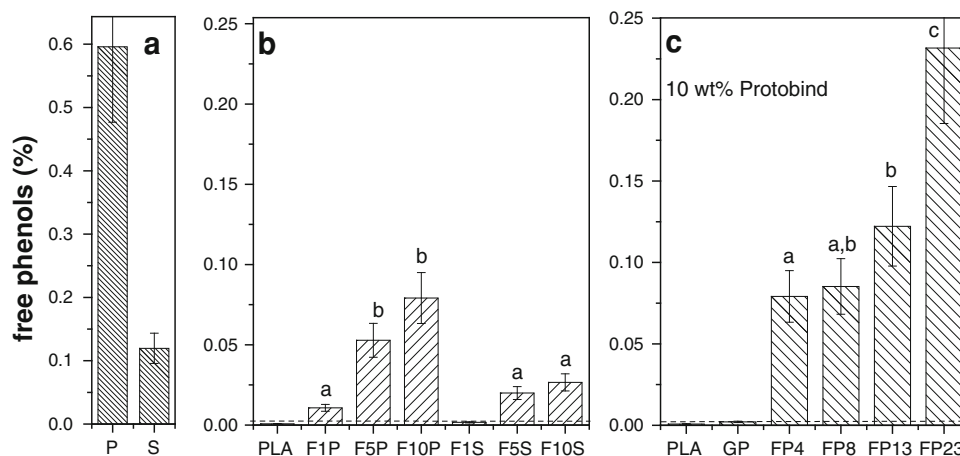 free phenols (%)
0.6
0.5
0.4
0.3
0.2
0.1
0.0
a
P S
0.25
0.20
0.15
0.10
0.05
0.00
b
a
b
b
a
a
PLA F1P F5P F10P F1S F5S F10S
0.25
0.20
0.15
0.10
0.05
0.00
c
10 wt% Protobind
a
a,b
b
c
PLA GP FP4 FP8 FP13 FP23